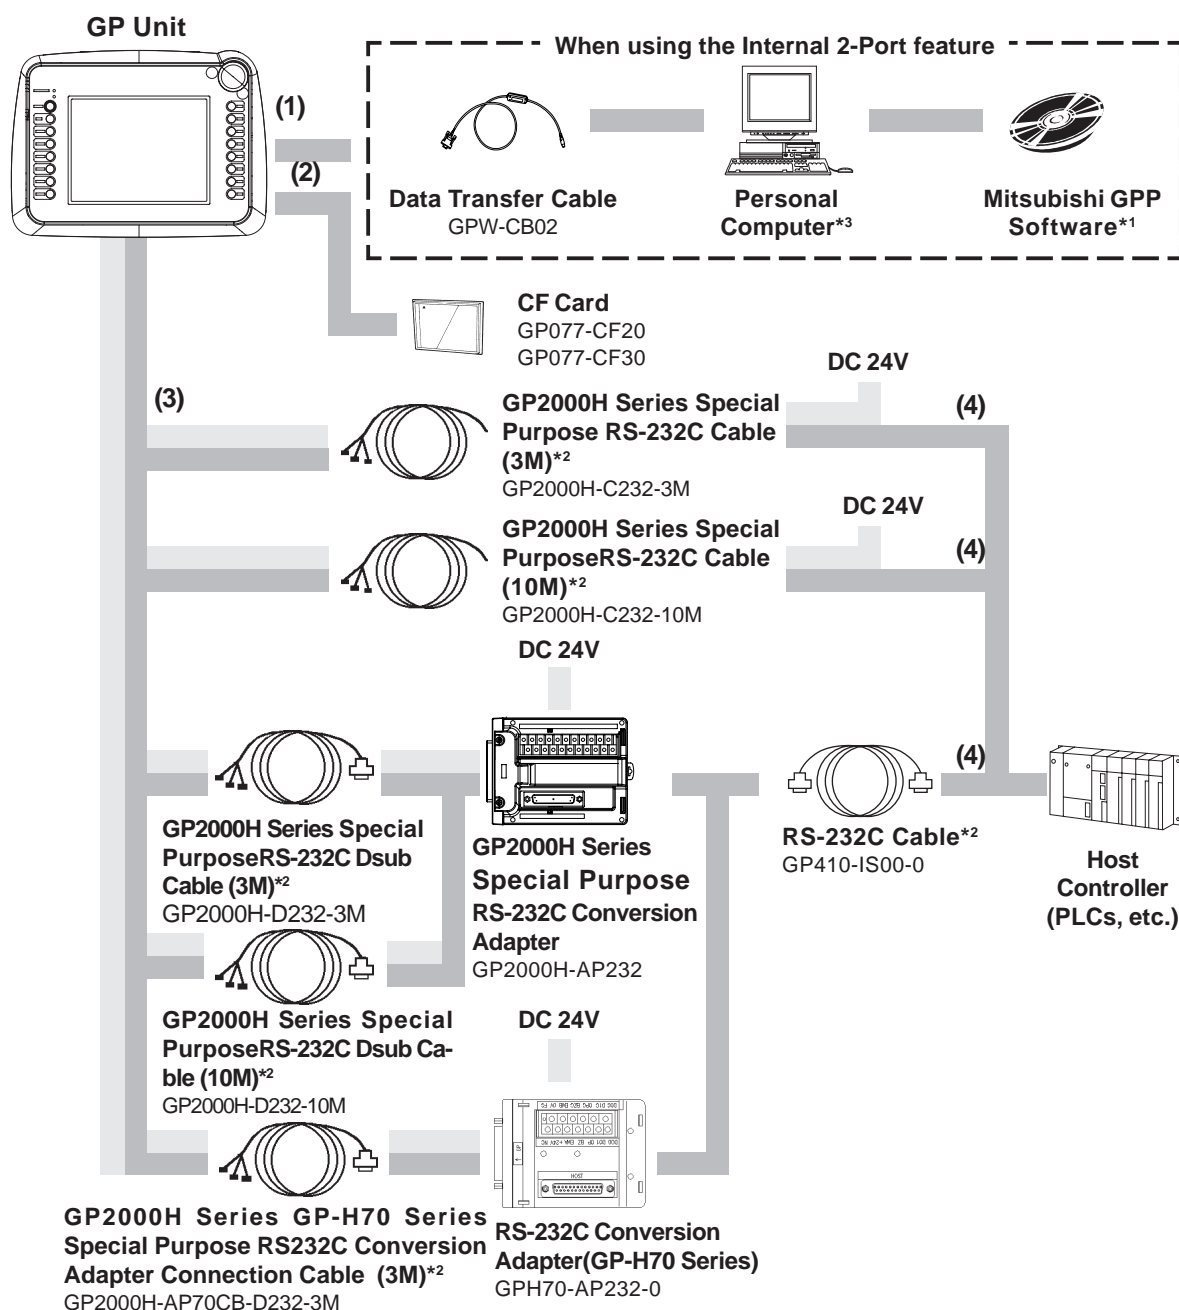 GP Unit
When using the Internal 2-Port feature
(1)
(2)
Data Transfer Cable
GPW-CB02
Personal
Computer*3
Mitsubishi GPP
Software*1
CF Card
GP077-CF20
GP077-CF30
DC 24V
(3)
(4)
GP2000H Series Special
Purpose RS-232C Cable
(3M)*2
GP2000H-C232-3M
DC 24V
GP2000H Series Special
PurposeRS-232C Cable
(10M)*2
GP2000H-C232-10M
(4)
DC 24V
(4)
GP2000H Series Special
PurposeRS-232C Dsub
Cable (3M)*2
GP2000H-D232-3M
GP2000H Series
Special Purpose
RS-232C Conversion
Adapter
GP2000H-AP232
RS-232C Cable*2
GP410-IS00-0
Host
Controller
(PLCs, etc.)
GP2000H Series Special
PurposeRS-232C Dsub Ca-
ble (10M)*2
GP2000H-D232-10M
DC 24V
HOST
GP2000H Series GP-H70 Series
Special Purpose RS232C Conversion
Adapter Connection Cable (3M)*2
GP2000H-AP70CB-D232-3M
RS-232C Conversion
Adapter(GP-H70 Series)
GPH70-AP232-0